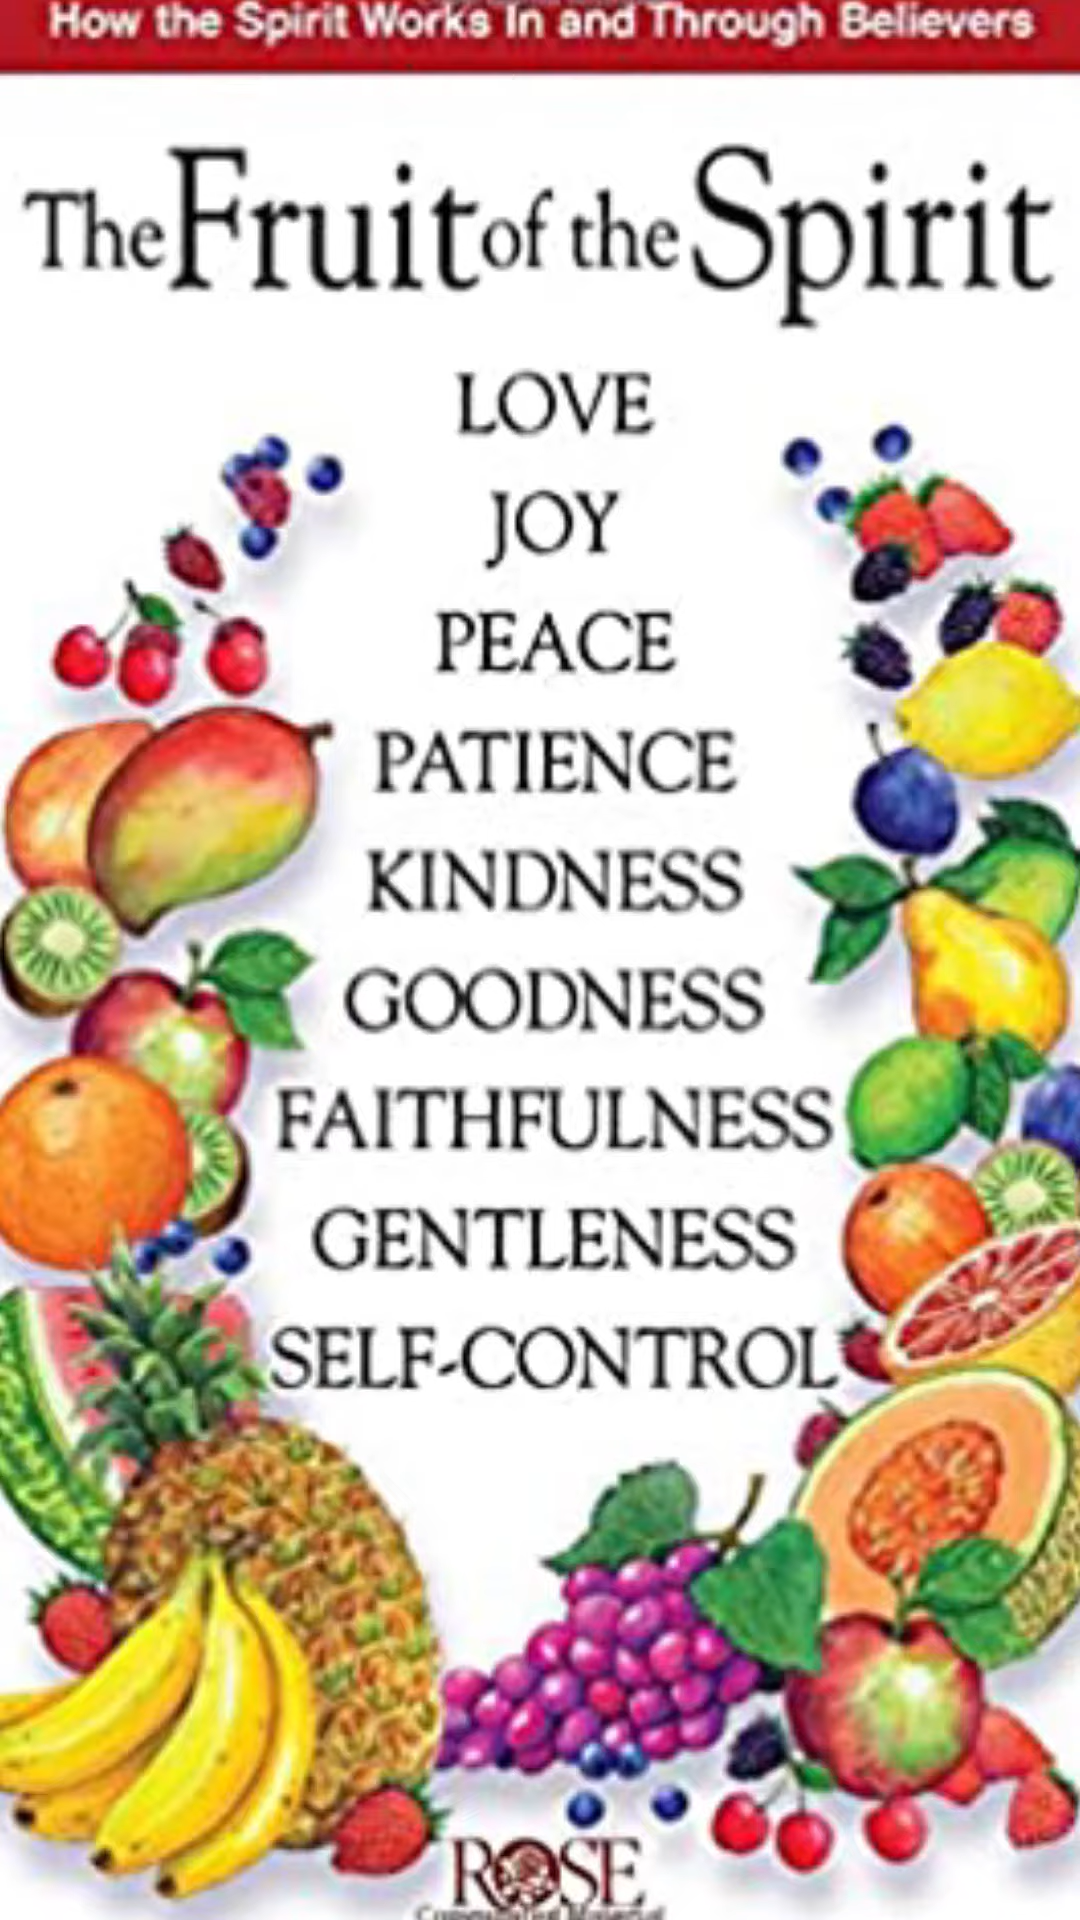 How the Spirit Works In and Through Believers
The Fruit of the Spirit
LOVE
JOY
PEACE
PATIENCE
KINDNESS
GOODNESS
FAITHFULNESS
GENTLENESS
SELF-CONTROL
ROSE
Material